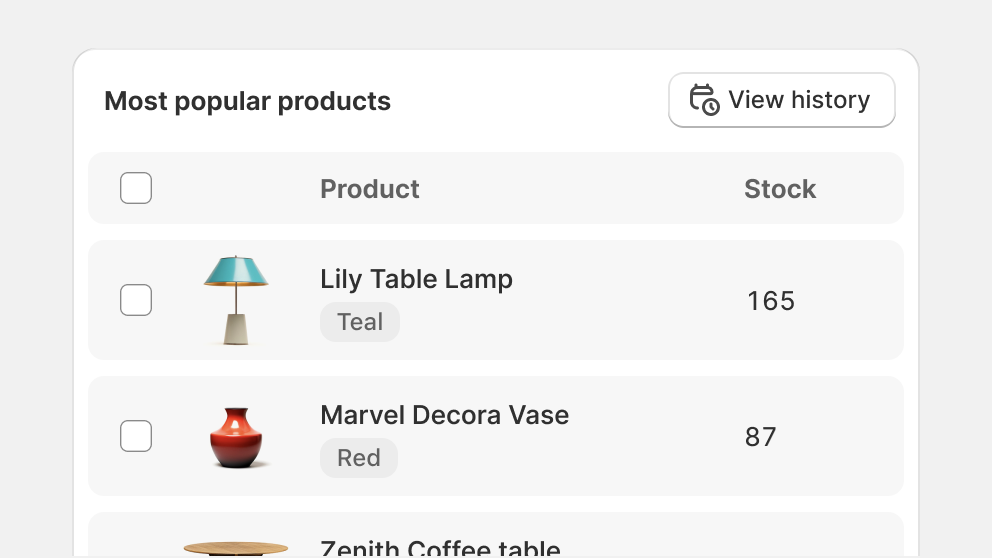 Most popular products
View history
Product
Stock
Lily Table Lamp
Teal
165
Marvel Decora Vase
Red
87
Zenith Coffee table